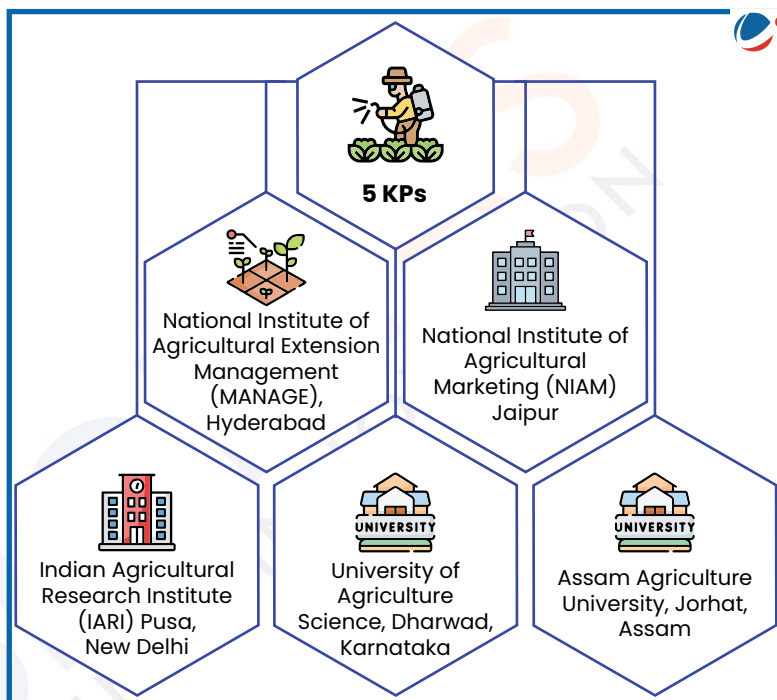 5 KPs
National Institute of
Agricultural Extension
Management
(MANAGE),
Hyderabad
National Institute of
Agricultural
Marketing (NIAM)
Jaipur
Indian Agricultural
Research Institute
(IARI) Pusa,
New Delhi
UNIVERSITY
University of
Agriculture
Science, Dharwad,
Karnataka
UNIVERSITY
Assam Agriculture
University, Jorhat,
Assam